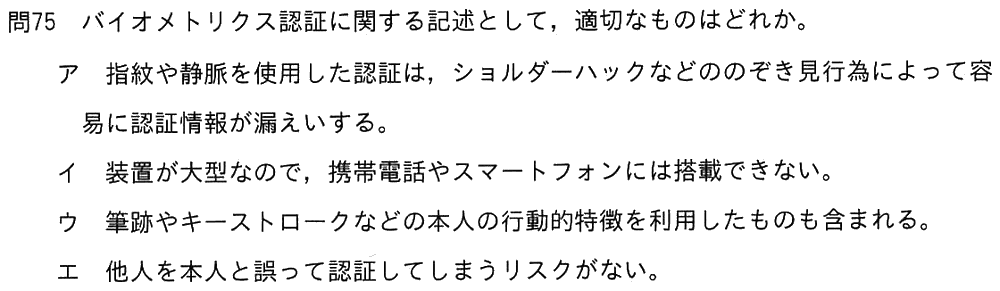 問75 バイオメトリクス認証に関する記述として，適切なものはどれか。
ア 指紋や静脈を使用した認証は，ショルダーハックなどののぞき見行為によって容
易に認証情報が漏えいする。
イ 装置が大型なので，携帯電話やスマートフォンには搭載できない。
ウ 筆跡やキーストロークなどの本人の行動的特徴を利用したものも含まれる。
エ 他人を本人と誤って認証してしまうリスクがない。